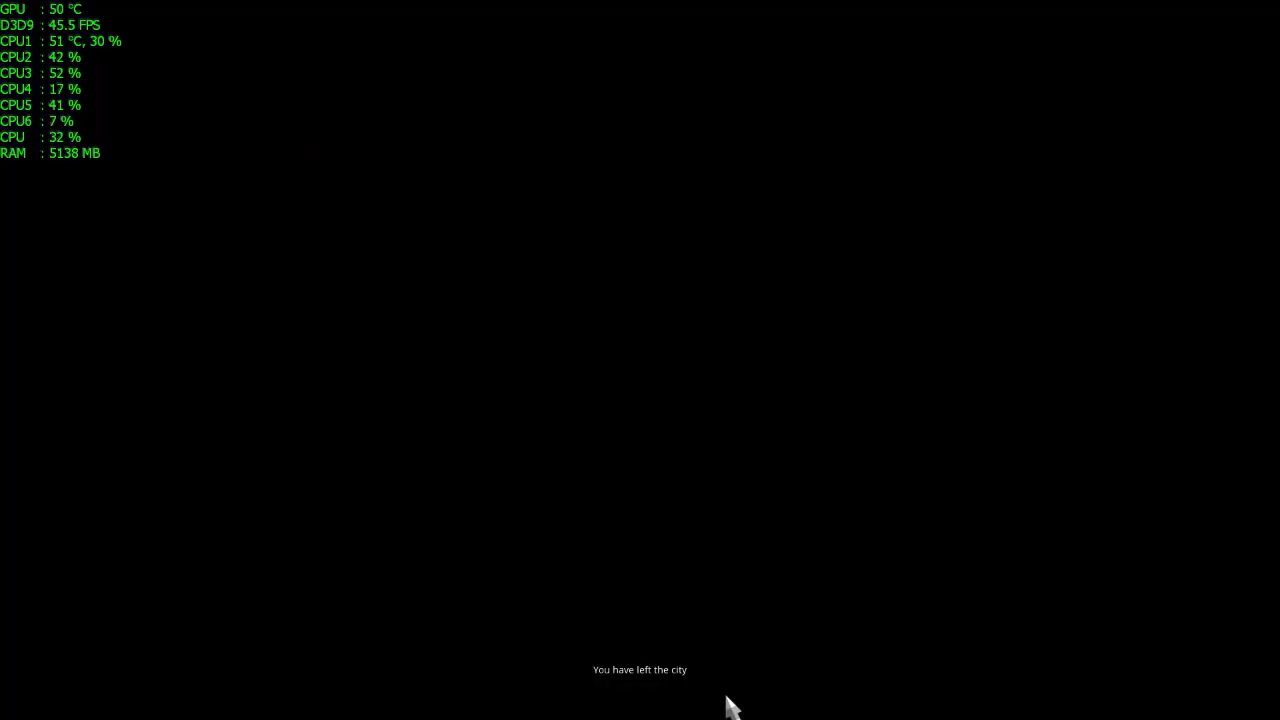 GPU : 50 °C
D3D9 : 45.5 FPS
CPU1 : 51 °C, 30 %
CPU2 : 42 %
CPU3 : 52 %
CPU4 : 17 %
CPU5 : 41 %
CPU6 : 7 %
CPU : 32 %
RAM : 5138 MB
You have left the city